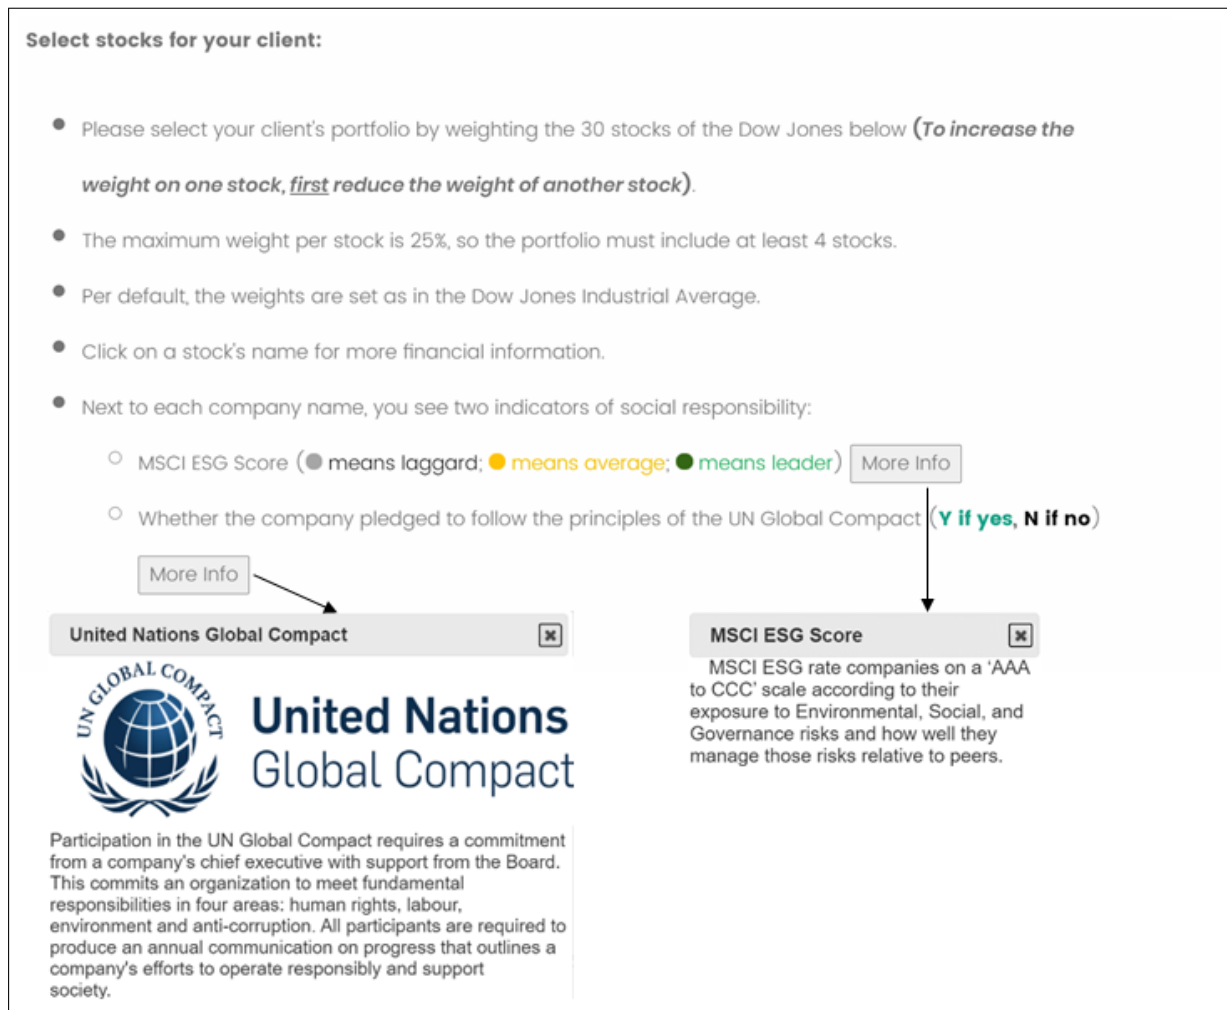 Select stocks for your client:
Please select your client's portfolio by weighting the 30 stocks of the Dow Jones below (To increase the
weight on one stock, first reduce the weight of another stock).
The maximum weight per stock is 25%, so the portfolio must include at least 4 stocks.
Per default, the weights are set as in the Dow Jones Industrial Average.
Click on a stock's name for more financial information.
Next to each company name, you see two indicators of social responsibility:
MSCI ESG Score (● means laggard; ● means average; ● means leader) More Info
Whether the company pledged to follow the principles of the UN Global Compact (Y if yes, N if no)
More Info
United Nations Global Compact
UN GLOBAL COMPACT
United Nations
Global Compact
Participation in the UN Global Compact requires a commitment
from a company's chief executive with support from the Board.
This commits an organization to meet fundamental
responsibilities in four areas: human rights, labour,
environment and anti-corruption. All participants are required to
produce an annual communication on progress that outlines a
company's efforts to operate responsibly and support
society.
MSCI ESG Score
MSCI ESG rate companies on a 'AAA
to CCC' scale according to their
exposure to Environmental, Social, and
Governance risks and how well they
manage those risks relative to peers.